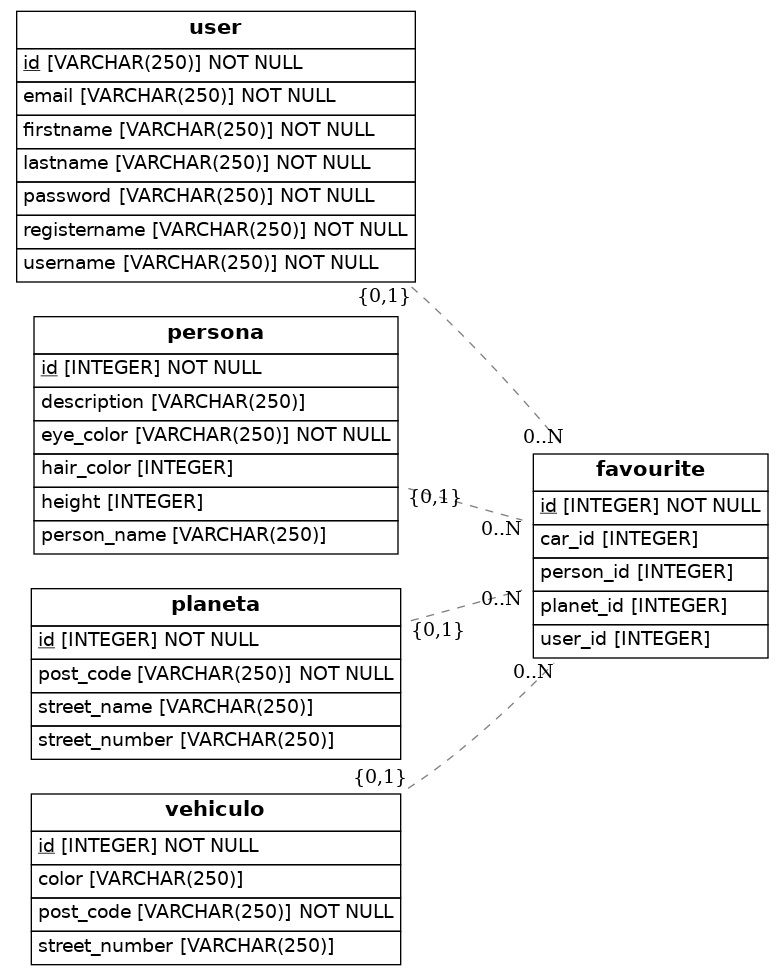 user
id [VARCHAR(250)] NOT NULL
email [VARCHAR(250)] NOT NULL
firstname [VARCHAR(250)] NOT NULL
lastname [VARCHAR(250)] NOT NULL
password [VARCHAR(250)] NOT NULL
registername [VARCHAR(250)] NOT NULL
username [VARCHAR(250)] NOT NULL
{0,1}
persona
id [INTEGER] NOT NULL
description [VARCHAR(250)]
eye_color [VARCHAR(250)] NOT NULL
hair_color [INTEGER]
height [INTEGER]
person_name [VARCHAR(250)]
{0,1}
planeta
id [INTEGER] NOT NULL
post_code [VARCHAR(250)] NOT NULL
street_name [VARCHAR(250)]
street_number [VARCHAR(250)]
{0,1}
vehiculo
id [INTEGER] NOT NULL
color [VARCHAR(250)]
post_code [VARCHAR(250)] NOT NULL
street_number [VARCHAR(250)]
{0,1}
0..N
0..N
0..N
0..N
favourite
id [INTEGER] NOT NULL
car_id [INTEGER]
person_id [INTEGER]
planet_id [INTEGER]
user_id [INTEGER]